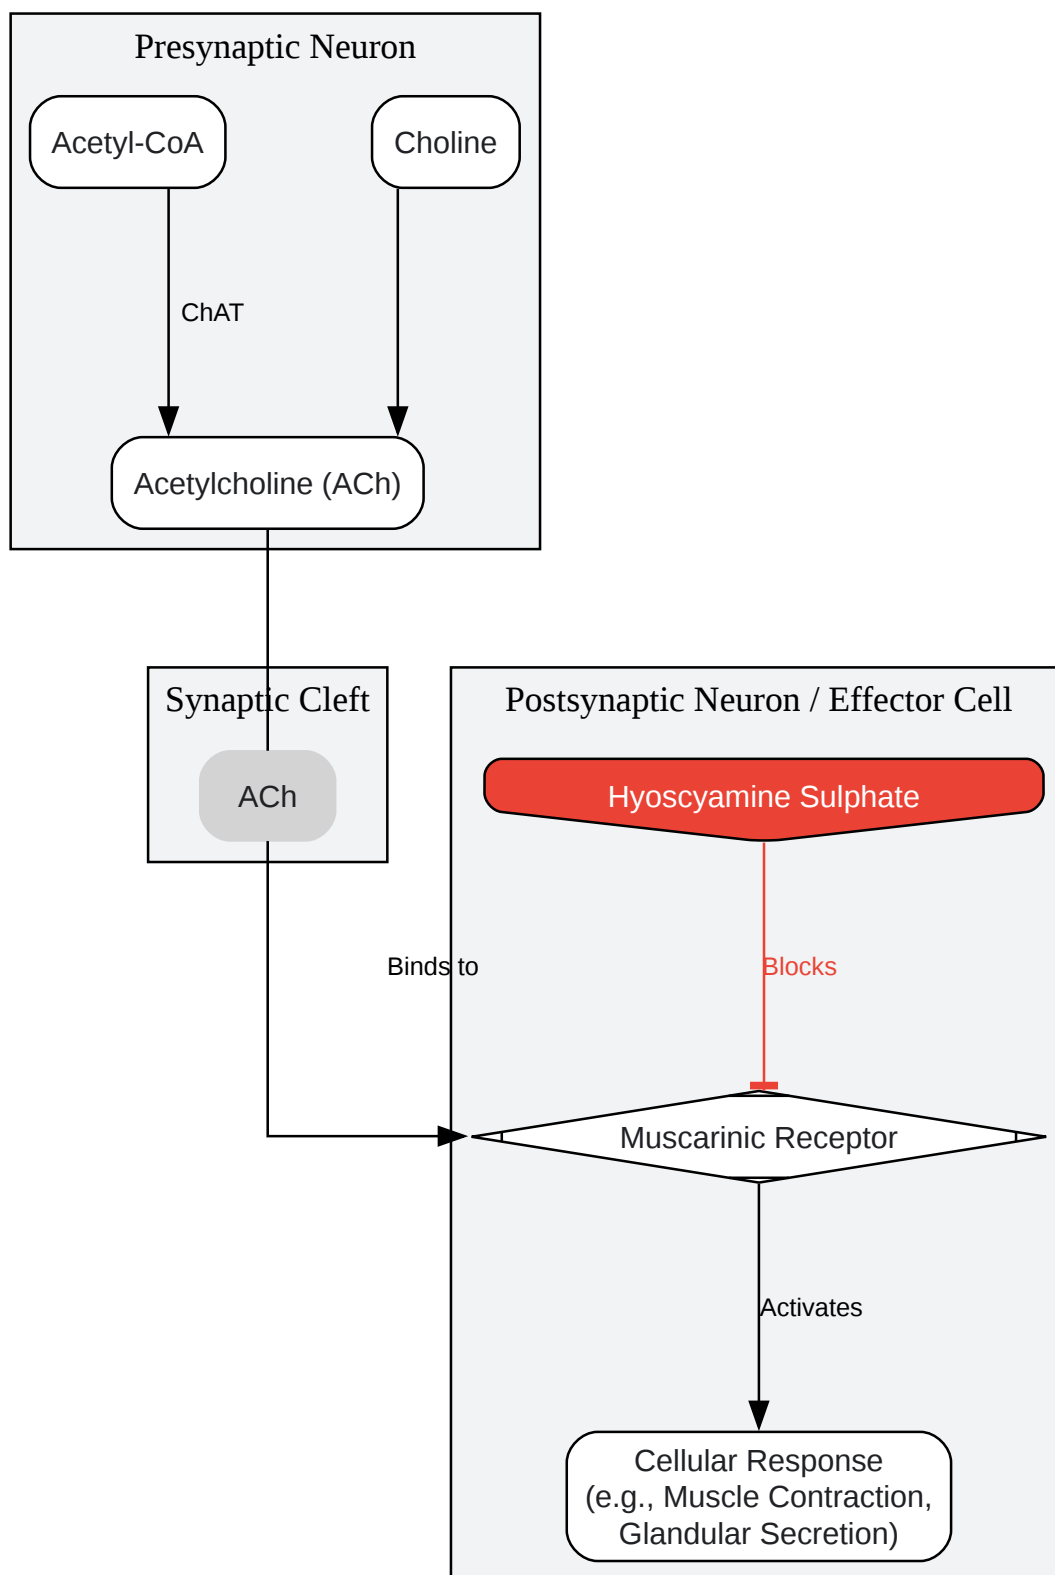 Presynaptic Neuron
Acetyl-CoA
Choline
ChAT
Acetylcholine (ACh)
Synaptic Cleft
ACh
Postsynaptic Neuron / Effector Cell
Hyoscyamine Sulphate
Binds to
Blocks
Muscarinic Receptor
Activates
Cellular Response
(e.g., Muscle Contraction,
Glandular Secretion)